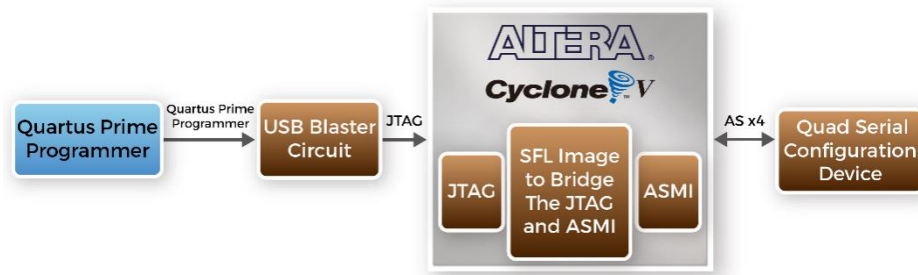 Quartus Prime
Programmer
Quartus Prime
Programmer
USB Blaster
Circuit
JTAG
ALTERA®
Cyclone™ V
JTAG
SFL Image
to Bridge
The JTAG
and ASMI
ASMI
AS x4
Quad Serial
Configuration
Device